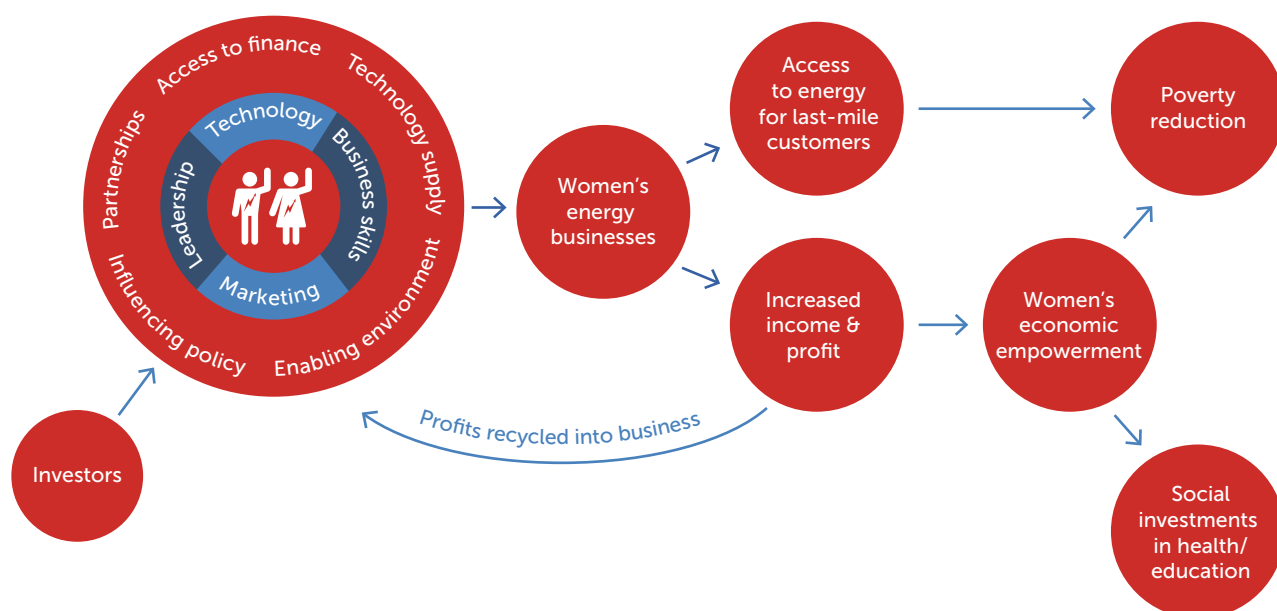 Access to finance
Technology supply
Partnerships
Influencing policy
Enabling environment
Technology
Business skills
Leadership
Marketing
Investors
Women's
energy
businesses
Access
to energy
for last-mile
customers
Increased
income &
profit
Profits recycled into business
Women's
economic
empowerment
Poverty
reduction
Social
investments
in health/
education